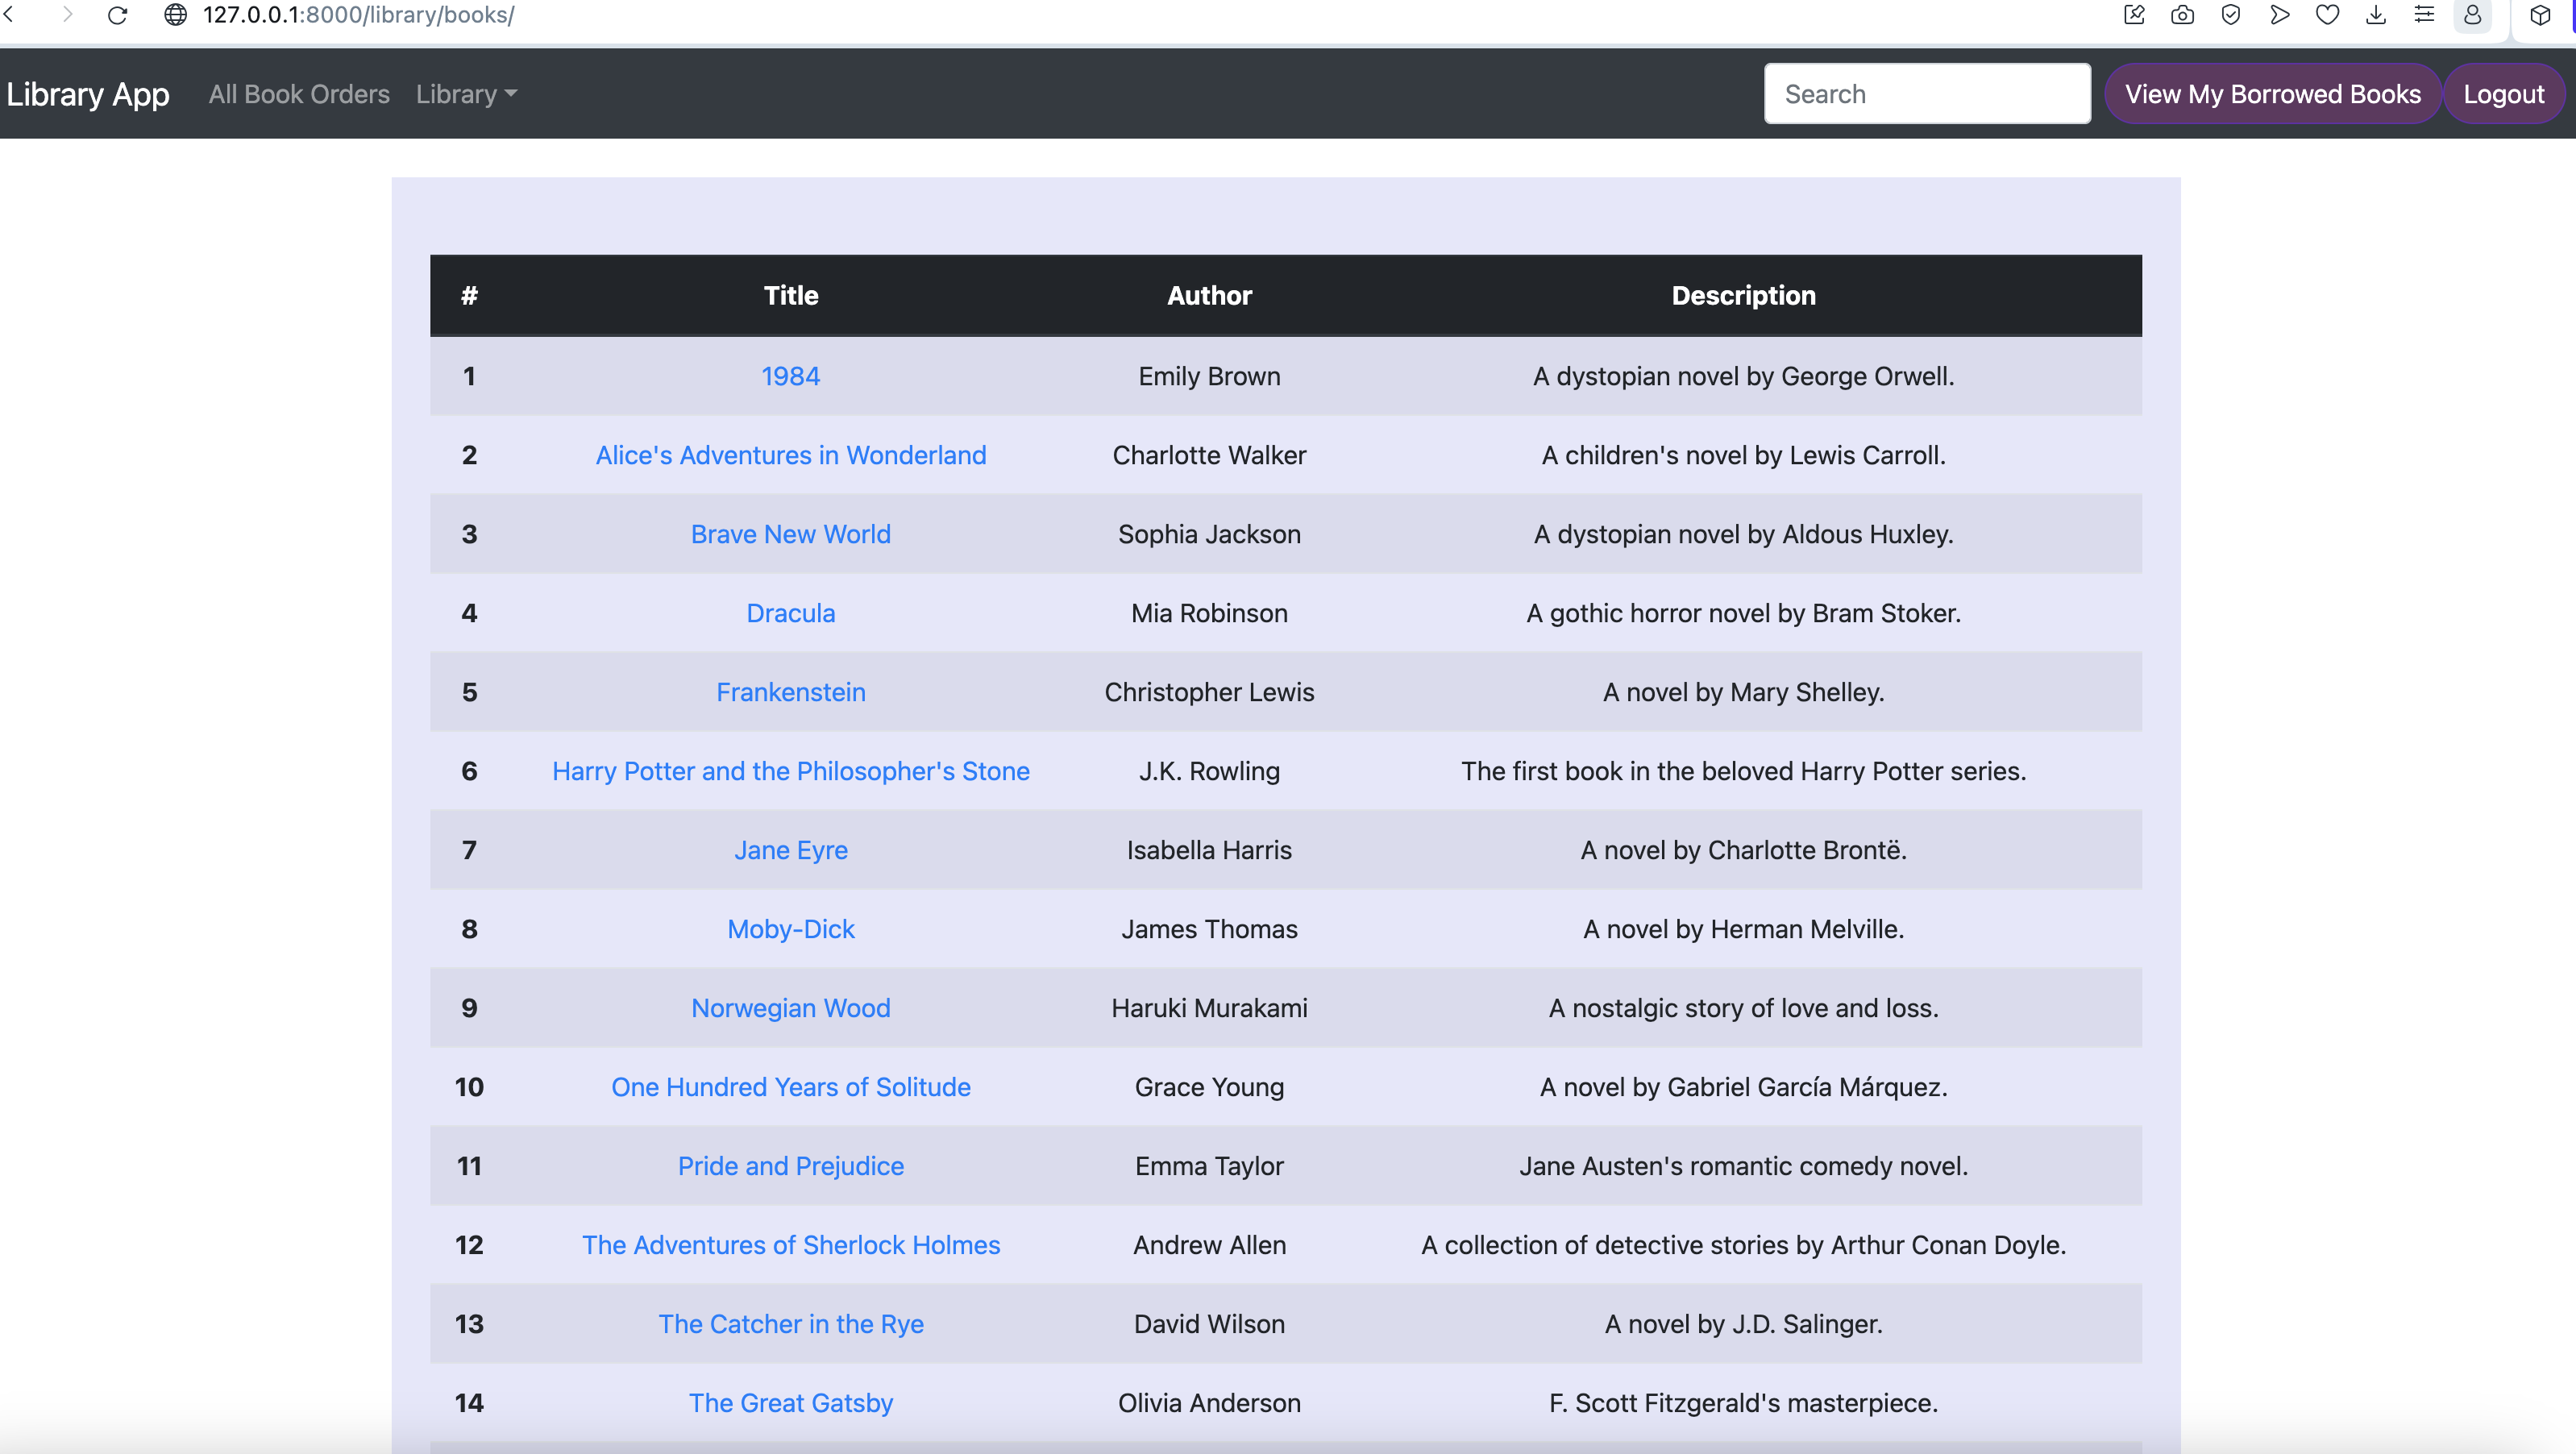 127.0.0.1:8000/library/books/
Library App All Book Orders Library Search View My Borrowed Books Logout
# Title Author Description
1 1984 Emily Brown A dystopian novel by George Orwell.
2 Alice's Adventures in Wonderland Charlotte Walker A children's novel by Lewis Carroll.
3 Brave New World Sophia Jackson A dystopian novel by Aldous Huxley.
4 Dracula Mia Robinson A gothic horror novel by Bram Stoker.
5 Frankenstein Christopher Lewis A novel by Mary Shelley.
6 Harry Potter and the Philosopher's Stone J.K. Rowling The first book in the beloved Harry Potter series.
7 Jane Eyre Isabella Harris A novel by Charlotte Brontë.
8 Moby-Dick James Thomas A novel by Herman Melville.
9 Norwegian Wood Haruki Murakami A nostalgic story of love and loss.
10 One Hundred Years of Solitude Grace Young A novel by Gabriel García Márquez.
11 Pride and Prejudice Emma Taylor Jane Austen's romantic comedy novel.
12 The Adventures of Sherlock Holmes Andrew Allen A collection of detective stories by Arthur Conan Doyle.
13 The Catcher in the Rye David Wilson A novel by J.D. Salinger.
14 The Great Gatsby Olivia Anderson F. Scott Fitzgerald's masterpiece.